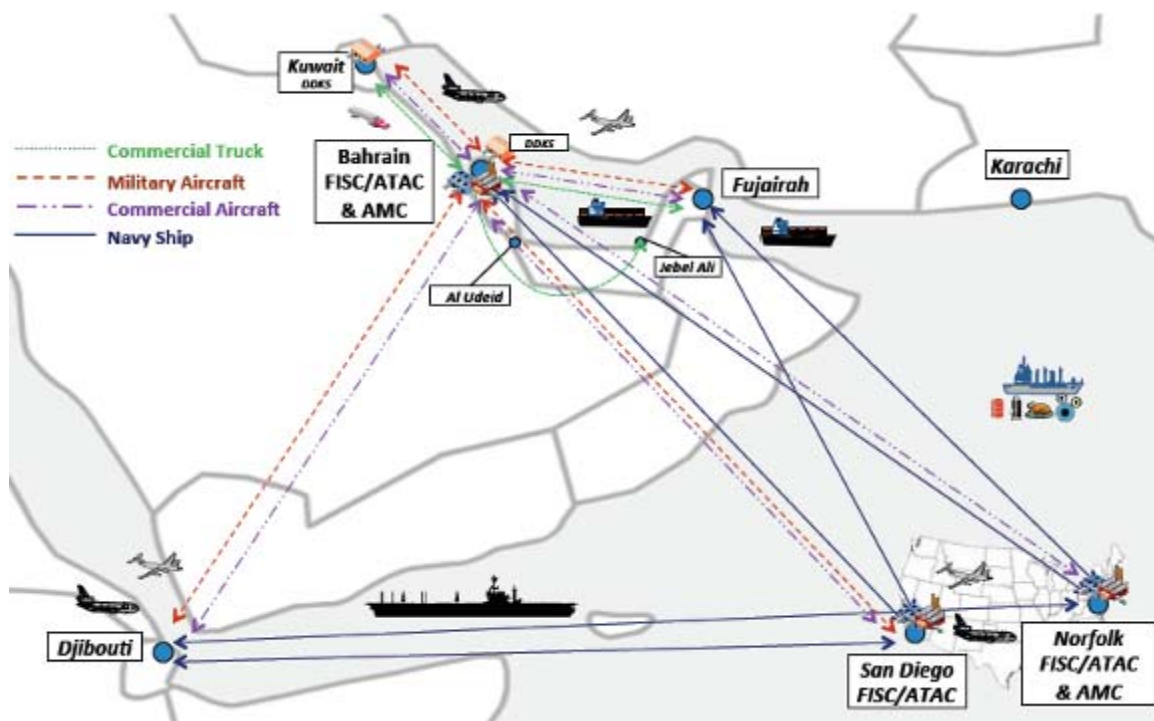 Kuwait
DDKS
Commercial Truck
Military Aircraft
Commercial Aircraft
Navy Ship
Bahrain
FISC/ATAC
& AMC
DDKS
Fujairah
Karachi
Al Udeid
Jebel Ali
Djibouti
San Diego
FISC/ATAC
Norfolk
FISC/ATAC
& AMC